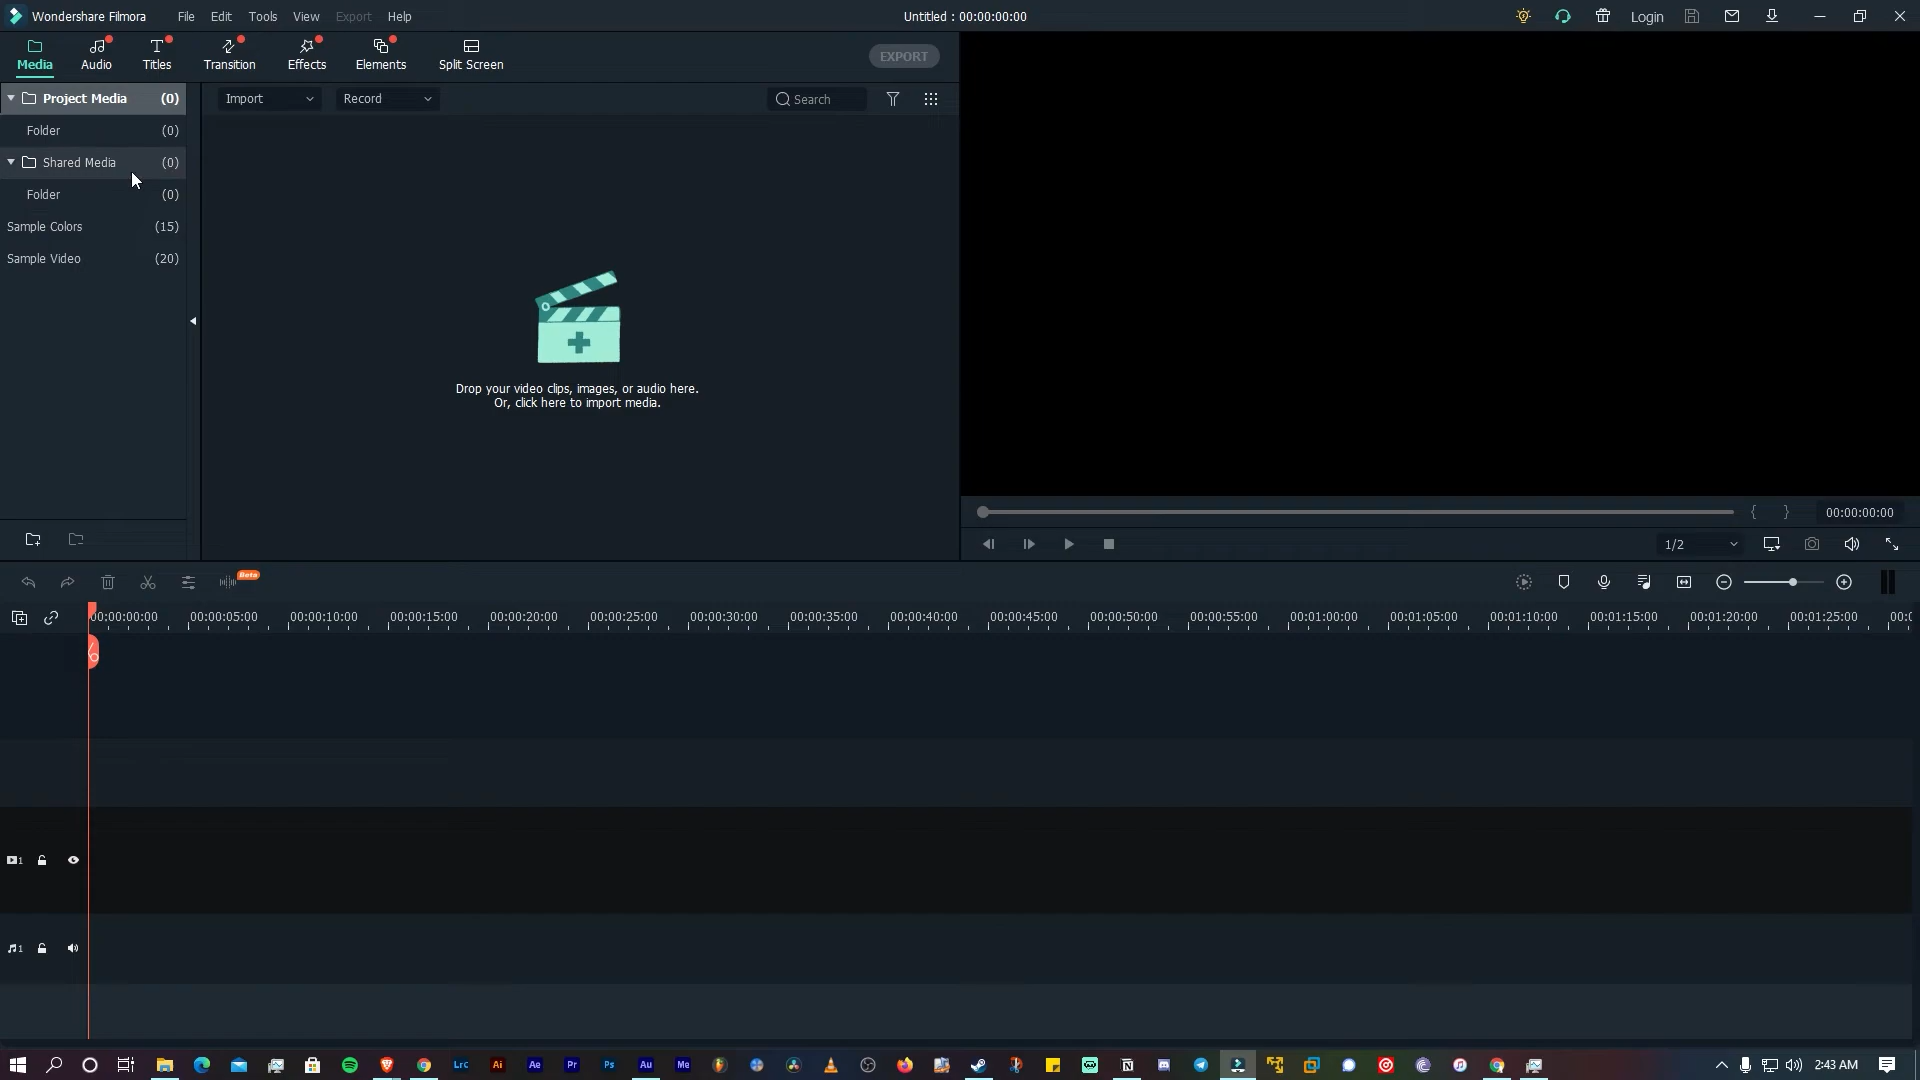 Wondershare Filmora File Edit Tools View Export Help Untitled : 00:00:00:00 Login
Media Audio Titles Transition Effects Elements Split Screen EXPORT
Project Media (0)
Folder (0)
Shared Media (0)
Folder (0)
Sample Colors (15)
Sample Video (20)
Import Record Search
Drop your video clips, images, or audio here.
Or, click here to import media.
{ } 00:00:00:00
1/2
Beta
00:00:00:00 00:00:05:00 00:00:10:00 00:00:15:00 00:00:20:00 00:00:25:00 00:00:30:00 00:00:35:00 00:00:40:00 00:00:45:00 00:00:50:00 00:00:55:00 00:01:00:00 00:01:05:00 00:01:10:00 00:01:15:00 00:01:20:00 00:01:25:00 00:0
1
1
Lrc Ai Ae Pr Ps Au Me 2:43 AM